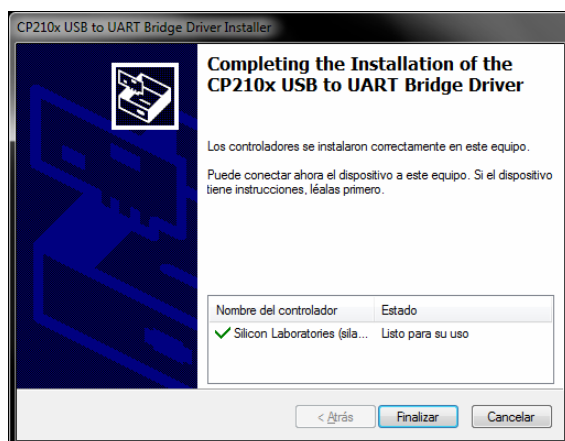 CP210x USB to UART Bridge Driver Installer
Completing the Installation of the
CP210x USB to UART Bridge Driver
Los controladores se instalaron correctamente en este equipo.
Puede conectar ahora el dispositivo a este equipo. Si el dispositivo
tiene instrucciones, léalas primero.
Nombre del controlador Estado
Silicon Laboratories (sila... Listo para su uso
< Atrás Finalizar Cancelar